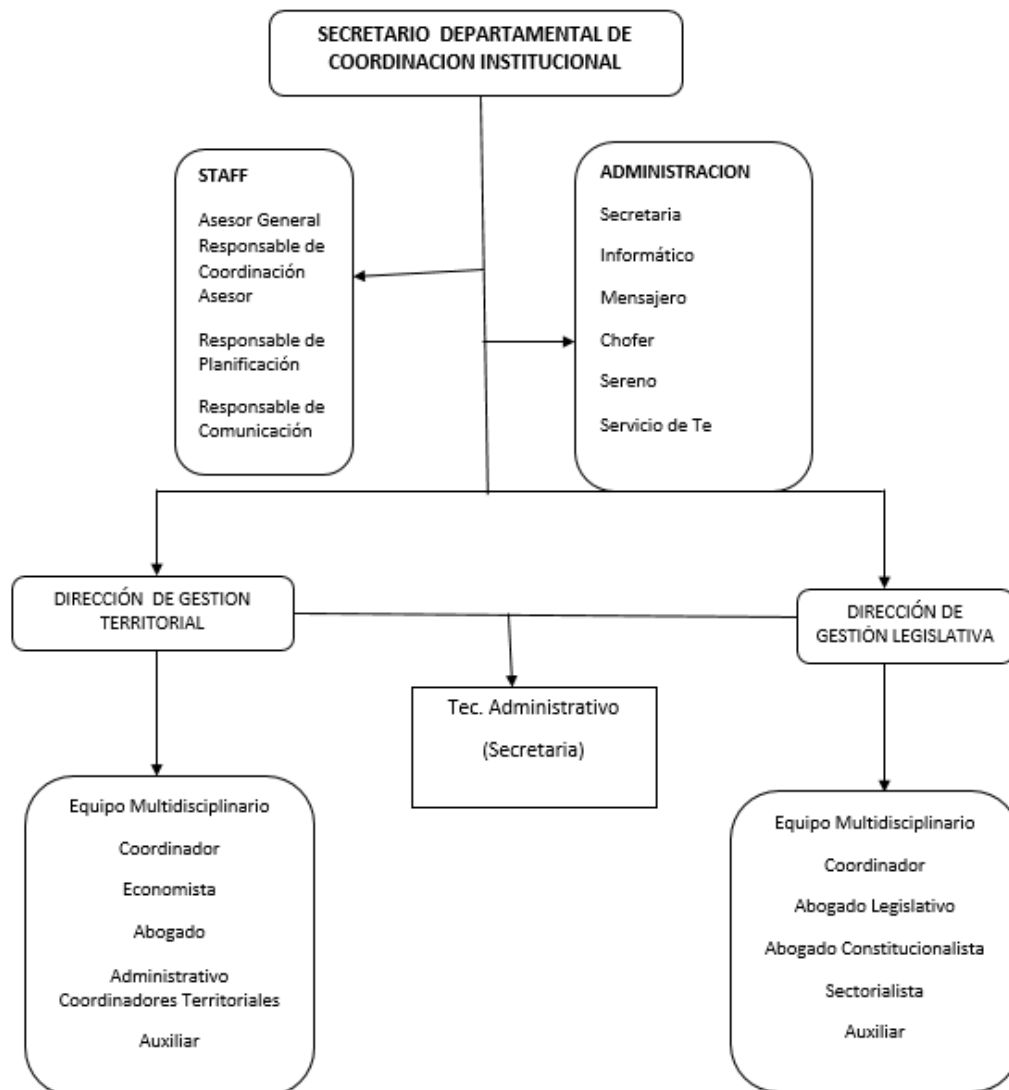 SECRETARIO DEPARTAMENTAL DE
COORDINACION INSTITUCIONAL
STAFF
Asesor General
Responsable de
Coordinación
Asesor
Responsable de
Planificación
Responsable de
Comunicación
ADMINISTRACION
Secretaria
Informático
Mensajero
Chofer
Sereno
Servicio de Te
DIRECCIÓN DE GESTION
TERRITORIAL
DIRECCIÓN DE
GESTIÓN LEGISLATIVA
Tec. Administrativo
(Secretaria)
Equipo Multidisciplinario
Coordinador
Economista
Abogado
Administrativo
Coordinadores Territoriales
Auxiliar
Equipo Multidisciplinario
Coordinador
Abogado Legislativo
Abogado Constitucionalista
Sectorialista
Auxiliar